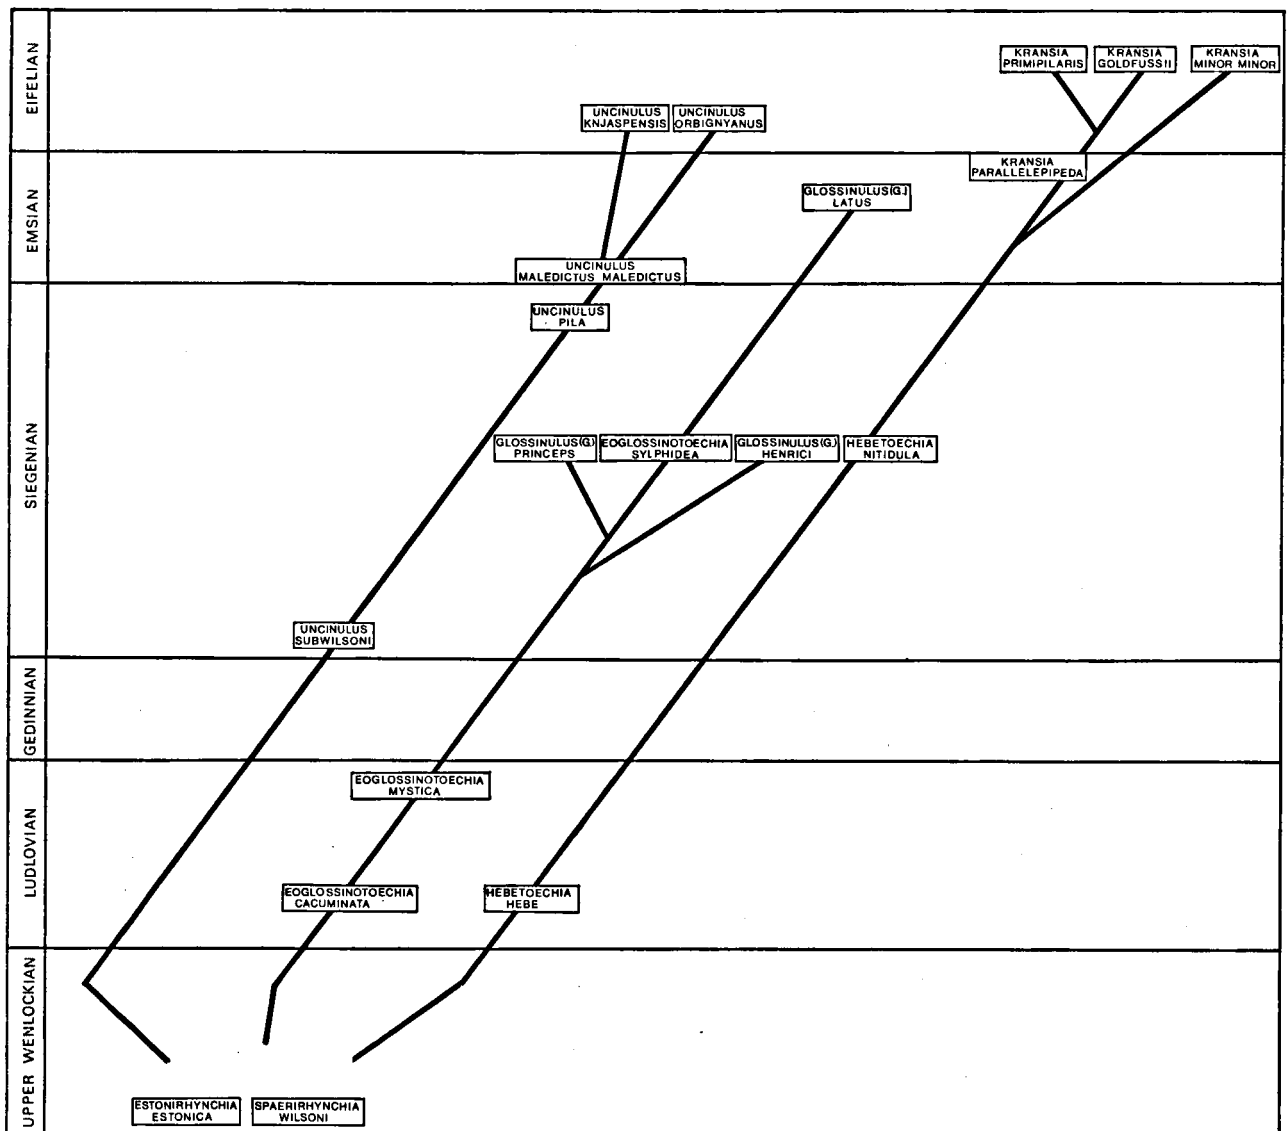 EIFELIAN
KRANSIA
PRIMIPILARIS
KRANSIA
GOLDFUSSII
KRANSIA
MINOR MINOR
UNCINULUS
KNJASPENSIS
UNCINULUS
ORBIGNYANUS
EMSIAN
KRANSIA
PARALLELEPIPEDA
GLOSSINULUS(G.)
LATUS
UNCINULUS
MALEDICTUS MALEDICTUS
SIEGENIAN
UNCINULUS
PILA
GLOSSINULUS(G.)
PRINCEPS
EOGLOSSINOTOECHIA
SYLPHIDEA
GLOSSINULUS(G.)
HENRICI
HEBETOECHIA
NITIDULA
UNCINULUS
SUBWILSONI
GEDINNIAN
LUDLOVIAN
EOGLOSSINOTOECHIA
MYSTICA
EOGLOSSINOTOECHIA
CACUMINATA
HEBETOECHIA
HEBE
UPPER WENLOCKIAN
ESTONIRHYNCHIA
ESTONICA
SPAERIRHYNCHIA
WILSONI